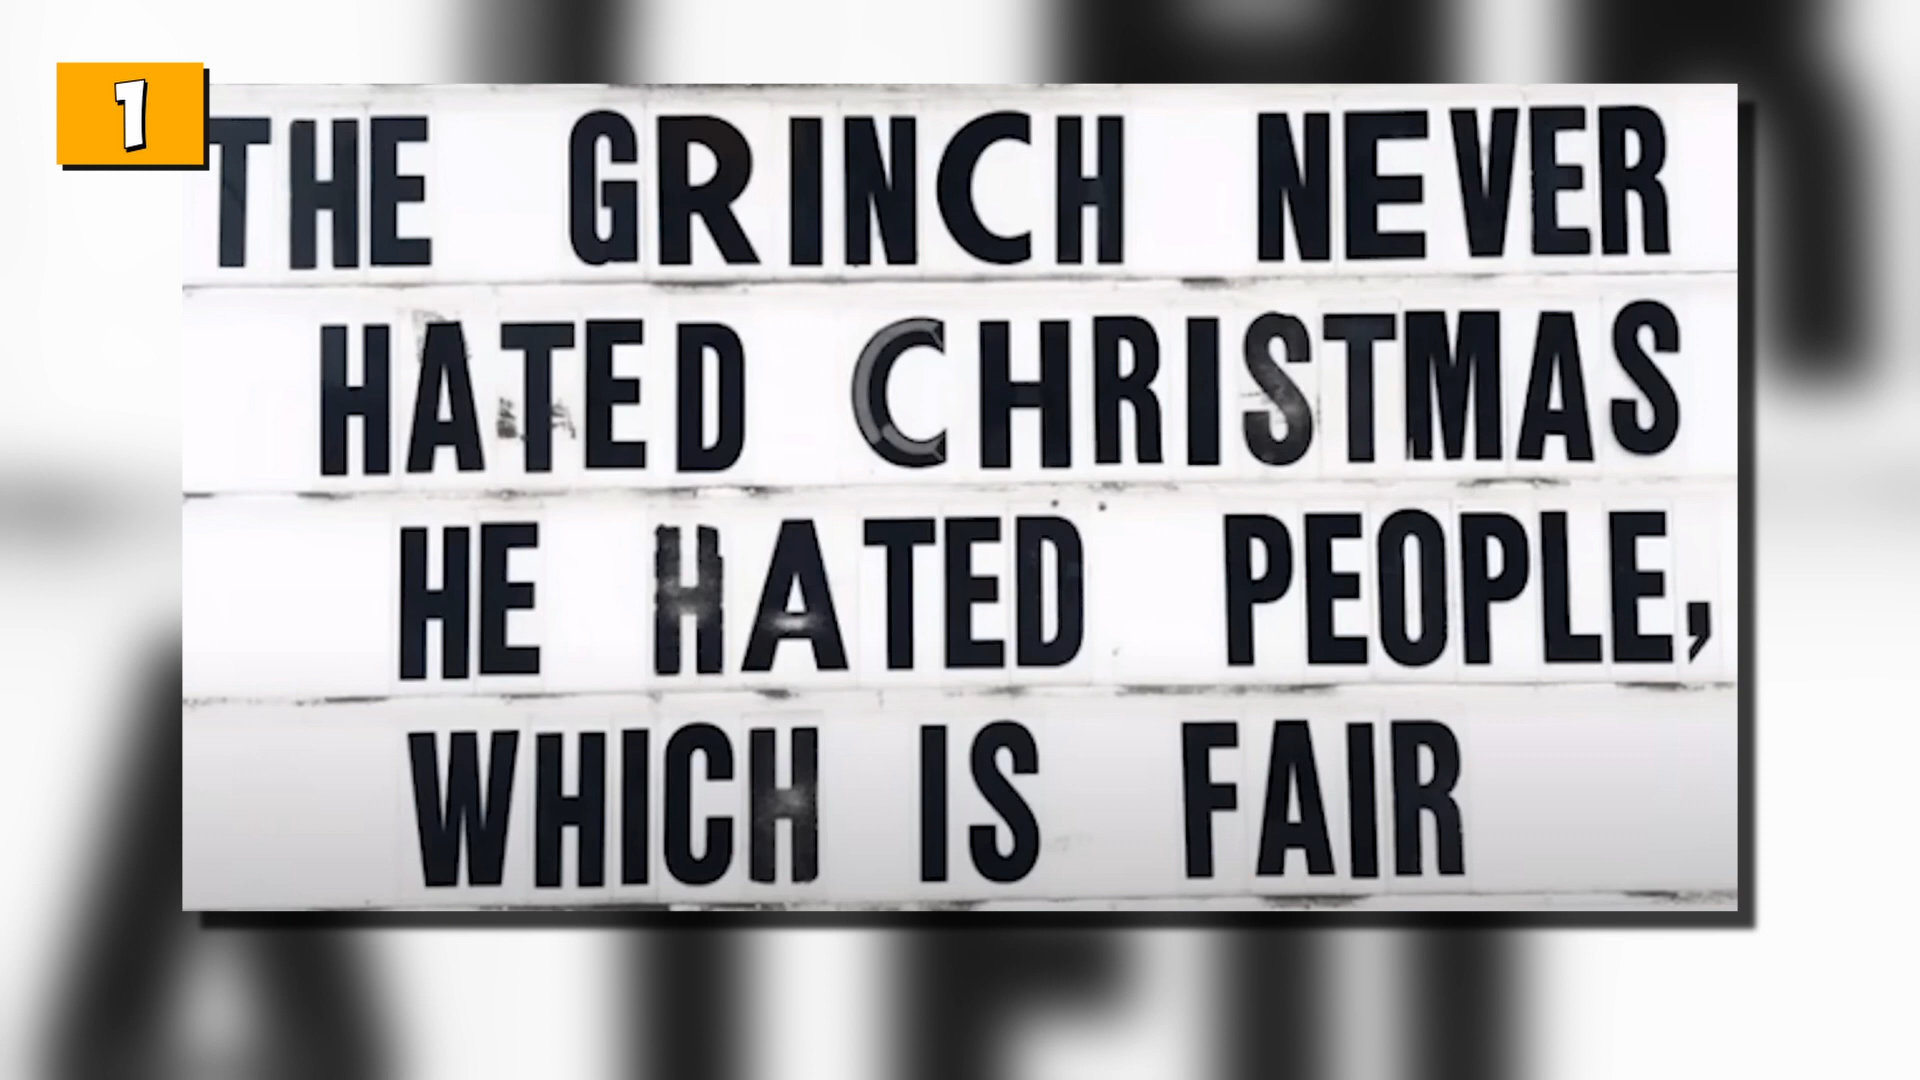 1
THE GRINCH NEVER
HATED CHRISTMAS
HE HATED PEOPLE,
WHICH IS FAIR